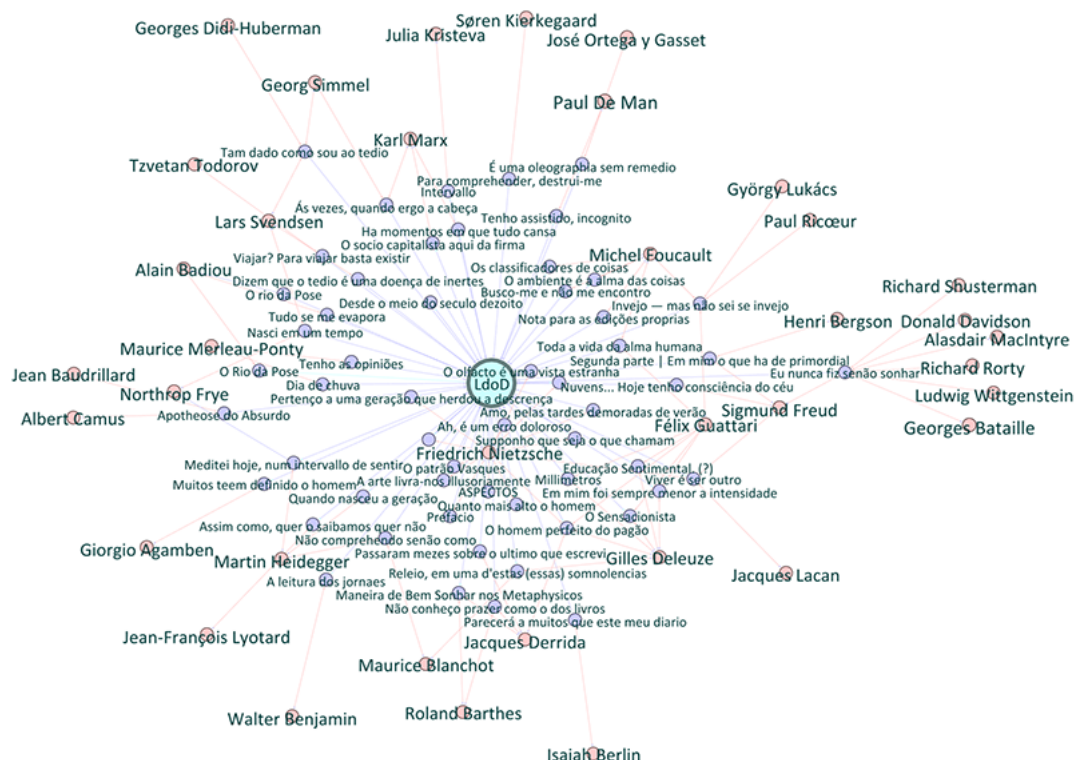 Søren Kierkegaard
Georges Didi-Huberman
Julia Kristeva
José Ortega y Gasset
Georg Simmel
Paul De Man
Karl Marx
Tam dado como sou ao tedio
Tzvetan Todorov
É uma oleographia sem remedio
Para comprehender, destrui-me
Intervallo
György Lukács
Ás vezes, quando ergo a cabeça
Tenho assistido, incognito
Lars Svendsen
Paul Ricœur
Ha momentos em que tudo cansa
O socio capitalista aqui da firma
Viajar? Para viajar basta existir
Michel Foucault
Alain Badiou
Os classificadores de coisas
Dizem que o tedio é uma doença de inertes
O ambiente é a alma das coisas
Richard Shusterman
O rio da Pose
Busco-me e não me encontro
Desde o meio do seculo dezoito
Invejo — mas não sei se invejo
Tudo se me evapora
Nota para as edições proprias
Henri Bergson
Donald Davidson
Nasci em um tempo
Alasdair MacIntyre
Maurice Merleau-Ponty
Toda a vida da alma humana
Tenho as opiniões
Segunda parte | Em mim o que ha de primordial
Richard Rorty
Jean Baudrillard
O Rio da Pose
O olfacto é uma vista estranha
Eu nunca fiz senão sonhar
LdoD
Dia de chuva
Nuvens... Hoje tenho consciência do céu
Northrop Frye
Pertenço a uma geração que herdou a descrença
Ludwig Wittgenstein
Albert Camus
Apotheose do Absurdo
Amo, pelas tardes demoradas de verão
Sigmund Freud
Ah, é um erro doloroso
Félix Guattari
Georges Bataille
Supponho que seja o que chamam
Friedrich Nietzsche
Meditei hoje, num intervallo de sentir
O patrão Vasques
Educação Sentimental (?)
Muitos teem definido o homem
A arte livra-nos illusoriamente
Millimetros
Viver é ser outro
Quando nasceu a geração
ASPECTOS
Em mim foi sempre menor a intensidade
Quanto mais alto o homem
Prefacio
O Sensacionista
Assim como, quer o saibamos quer não
O homem perfeito do pagão
Não comprehendo senão como
Giorgio Agamben
Passaram mezes sobre o ultimo que escrevi
Martin Heidegger
Gilles Deleuze
Releio, em uma d'estas (essas) somnolencias
Jacques Lacan
A leitura dos jornaes
Maneira de Bem Sonhar nos Metaphysicos
Não conheço prazer como o dos livros
Parecerá a muitos que este meu diario
Jean-François Lyotard
Jacques Derrida
Maurice Blanchot
Roland Barthes
Walter Benjamin
Isaiah Berlin